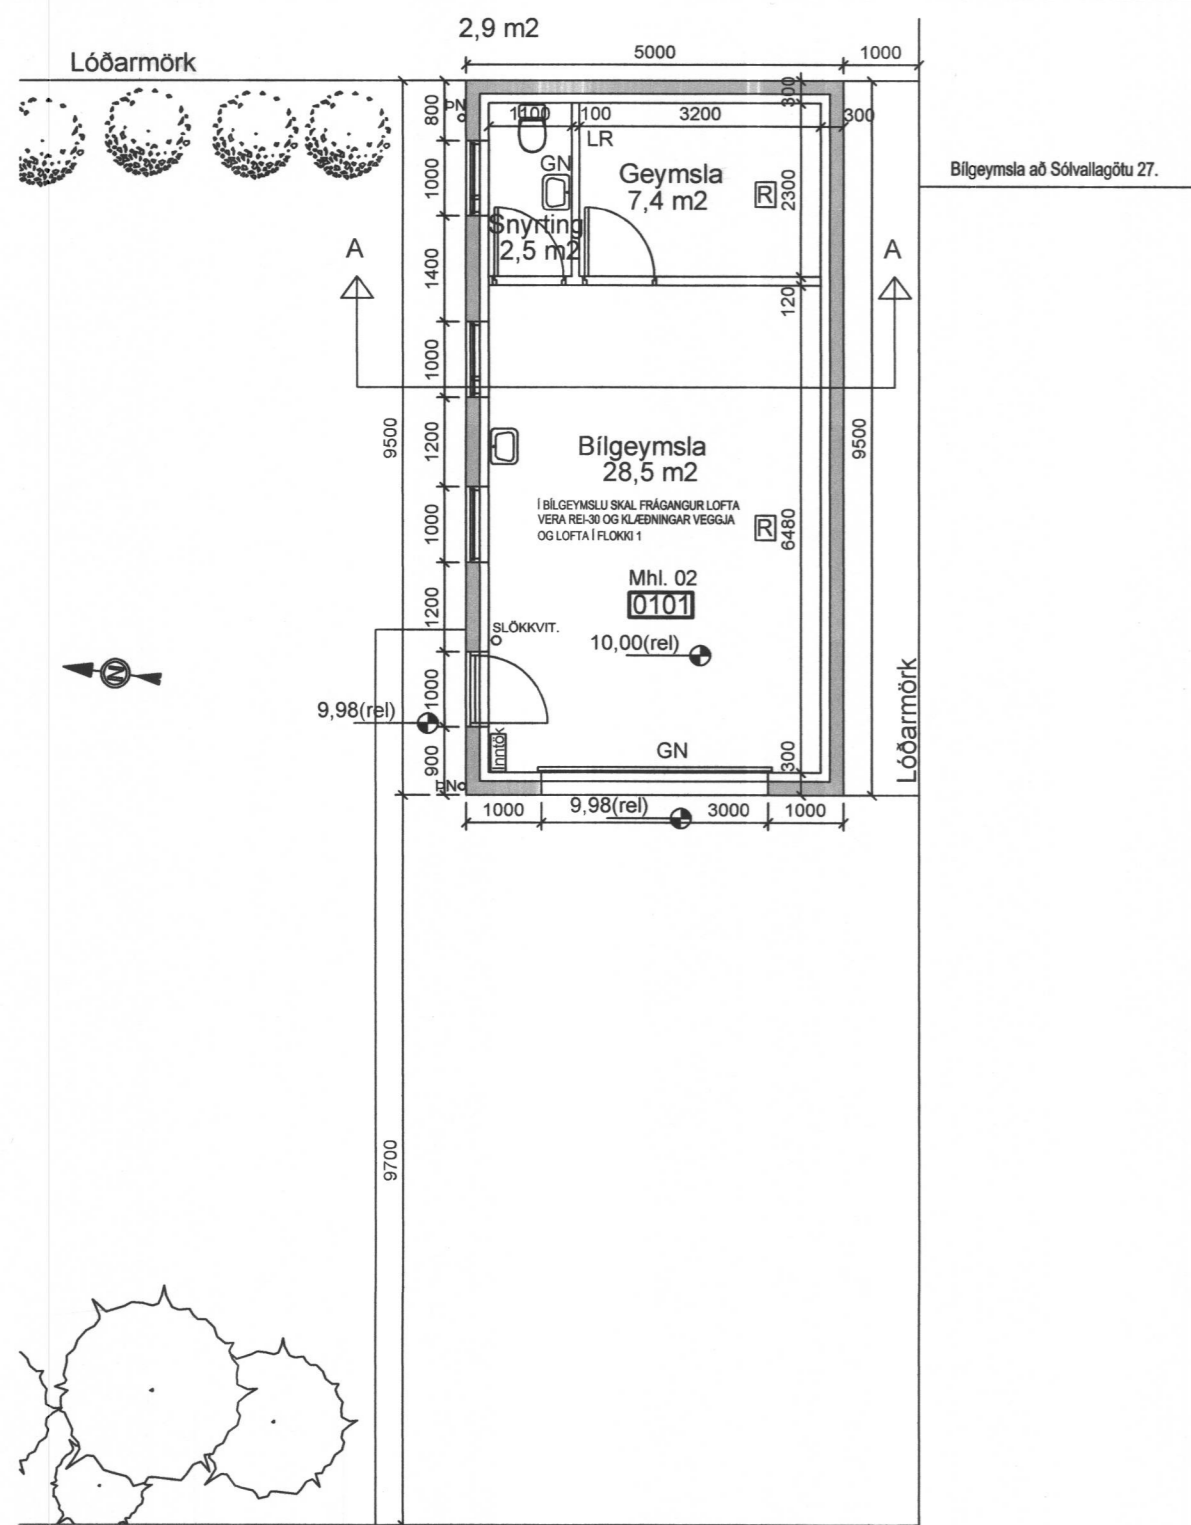 2,9 m2
5000
1000
Lóðarmörk
800
ÞN
1100
100
3200
300
300
LR
GN
Geymsla
7,4 m2
R
2300
1000
Bílgeymsla að Sólvallagötu 27.
Snyrting
2,5 m2
A
A
1400
120
1000
9500
9500
1200
Bílgeymsla
28,5 m2
Í BÍLGEYMSLU SKAL FRÁGANGUR LOFTA
VERA REI-30 OG KLÆÐNINGAR VEGGJA
OG LOFTA Í FLOKKI 1
R
6480
1000
Mhl. 02
0101
1200
SLÖKKVIT.
10,00(rel)
N
1000
9,98(rel)
Lóðarmörk
Inntök
GN
900
300
ÞN
1000
9,98(rel)
3000
1000
9700